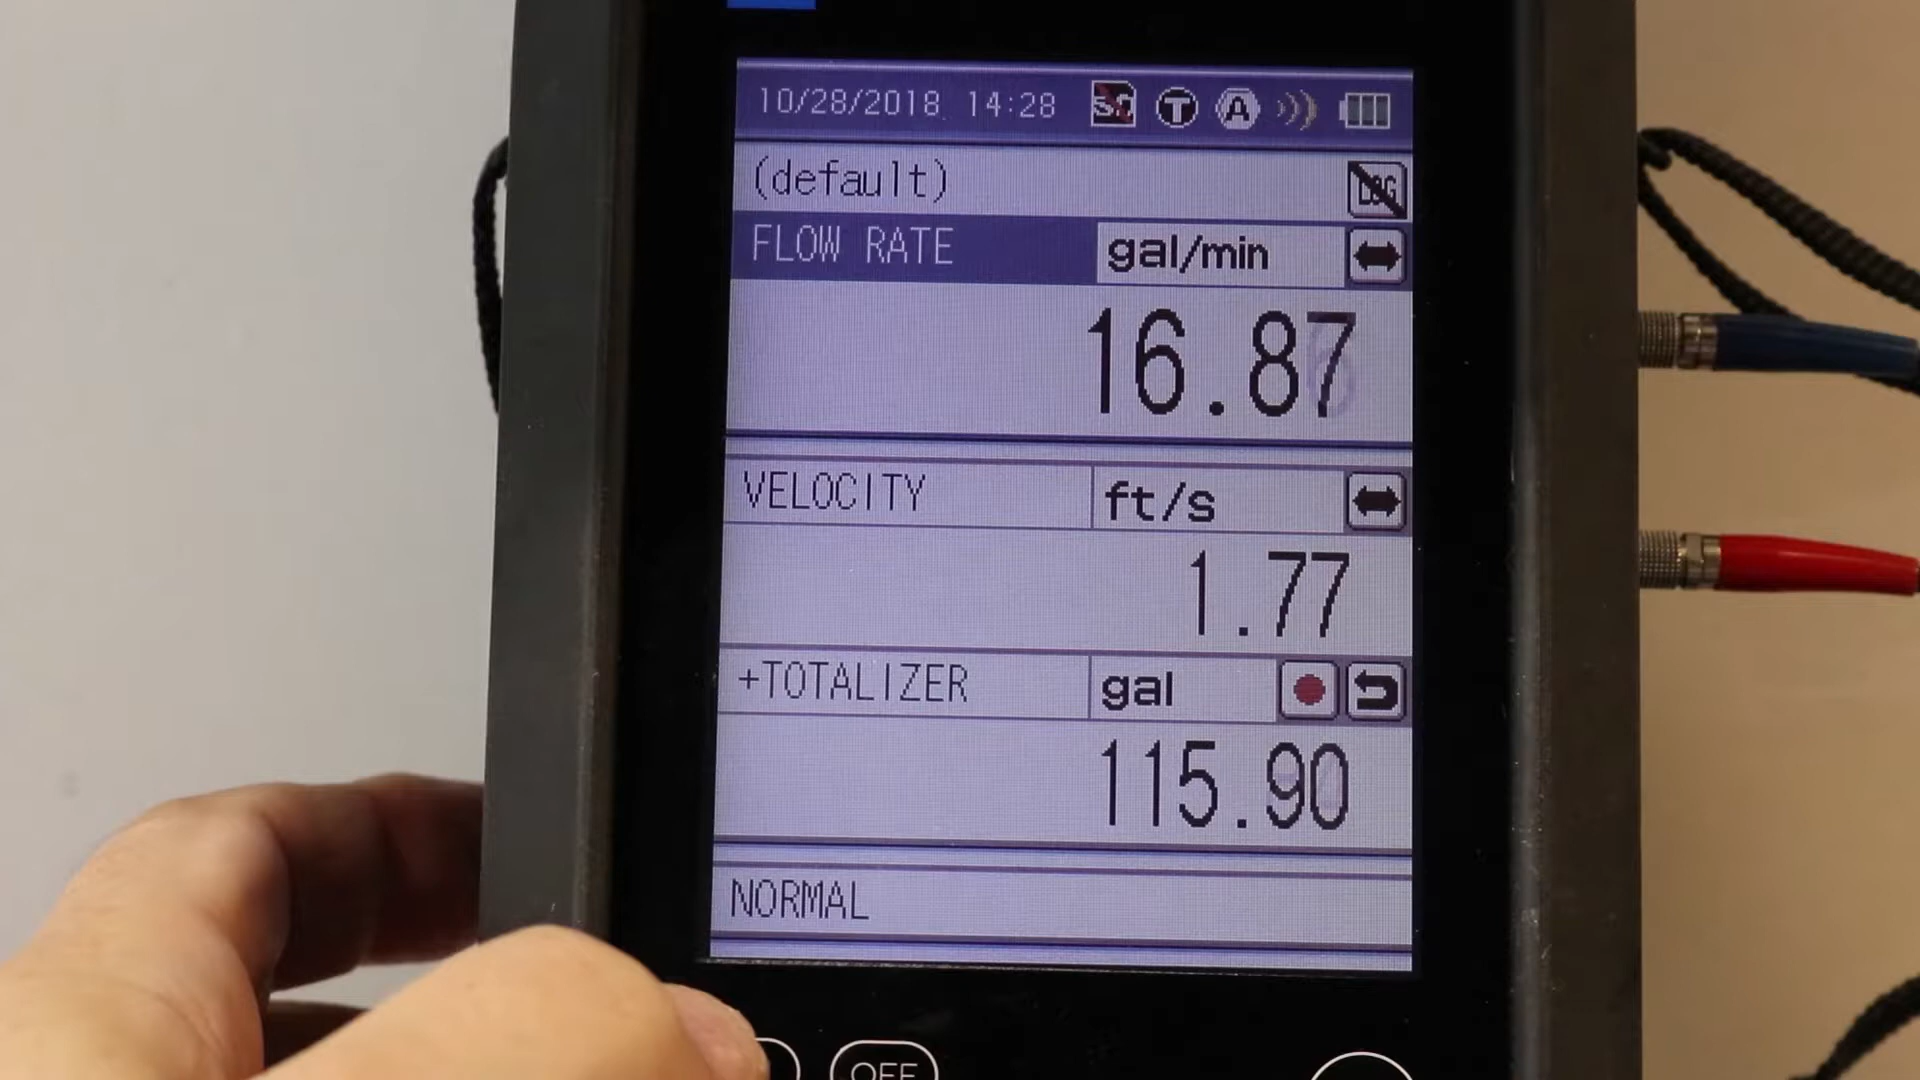 10/28/2018 14:28 T A
(default) LOG
FLOW RATE gal/min
16.87
VELOCITY ft/s
1.77
+TOTALIZER gal
115.90
NORMAL
OFF